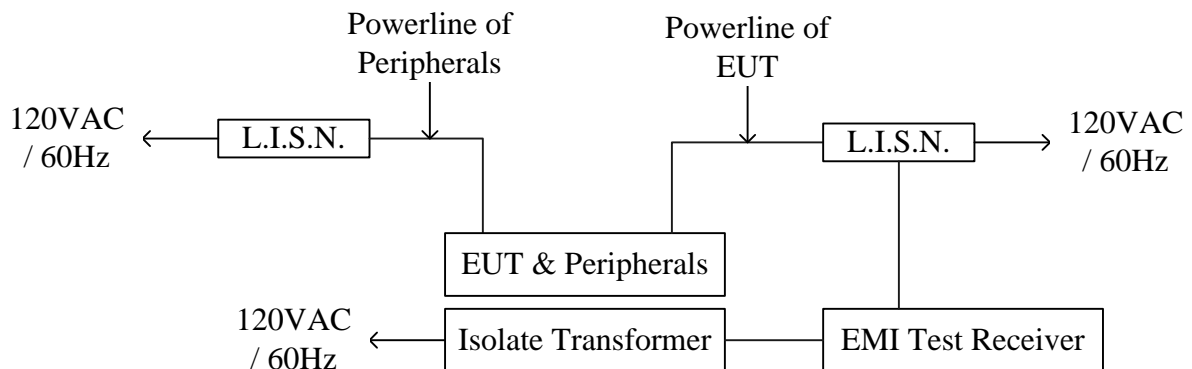 Powerline of
Peripherals
Powerline of
EUT
120VAC
/ 60Hz
L.I.S.N.
L.I.S.N.
120VAC
/ 60Hz
EUT & Peripherals
120VAC
/ 60Hz
Isolate Transformer
EMI Test Receiver